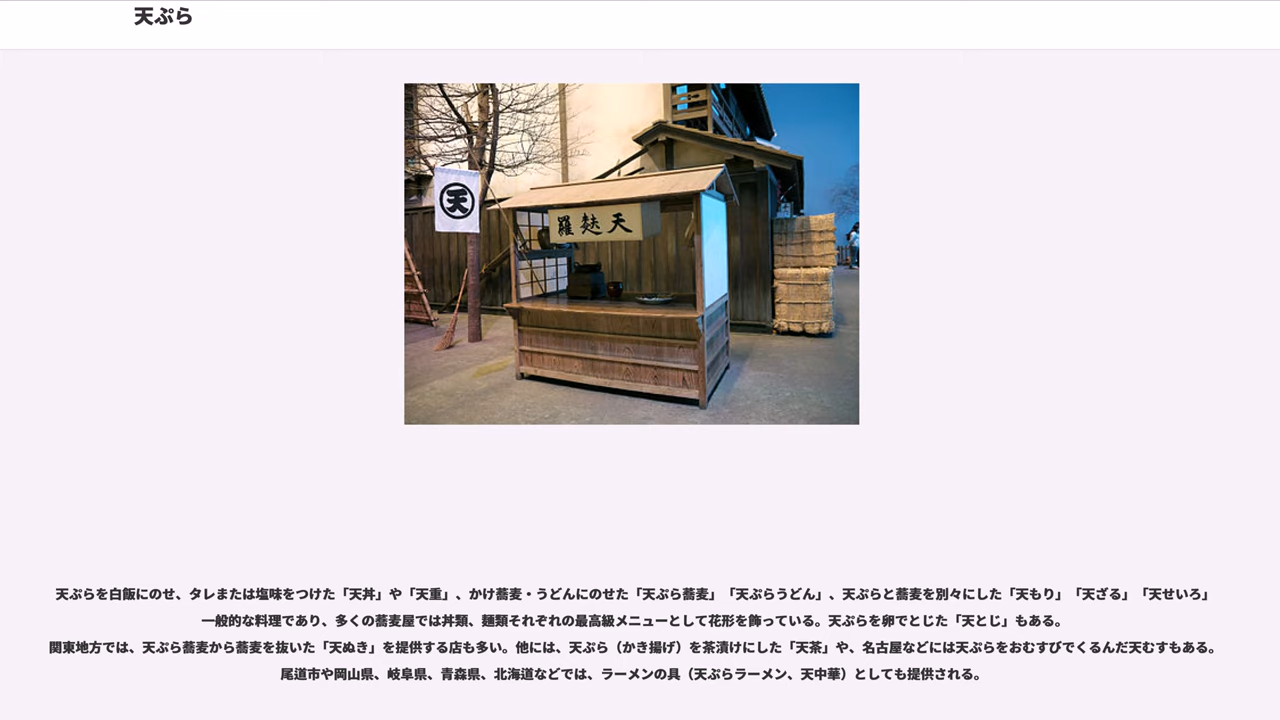 天ぷら
天
羅麩天
天ぷらを白飯にのせ、タレまたは塩味をつけた「天丼」や「天重」、かけ蕎麦・うどんにのせた「天ぷら蕎麦」「天ぷらうどん」、天ぷらと蕎麦を別々にした「天もり」「天ざる」「天せいろ」
一般的な料理であり、多くの蕎麦屋では丼類、麺類それぞれの最高級メニューとして花形を飾っている。天ぷらを卵でとじた「天とじ」もある。
関東地方では、天ぷら蕎麦から蕎麦を抜いた「天ぬき」を提供する店も多い。他には、天ぷら（かき揚げ）を茶漬けにした「天茶」や、名古屋などには天ぷらをおむすびでくるんだ天むすもある。
尾道市や岡山県、岐阜県、青森県、北海道などでは、ラーメンの具（天ぷらラーメン、天中華）としても提供される。